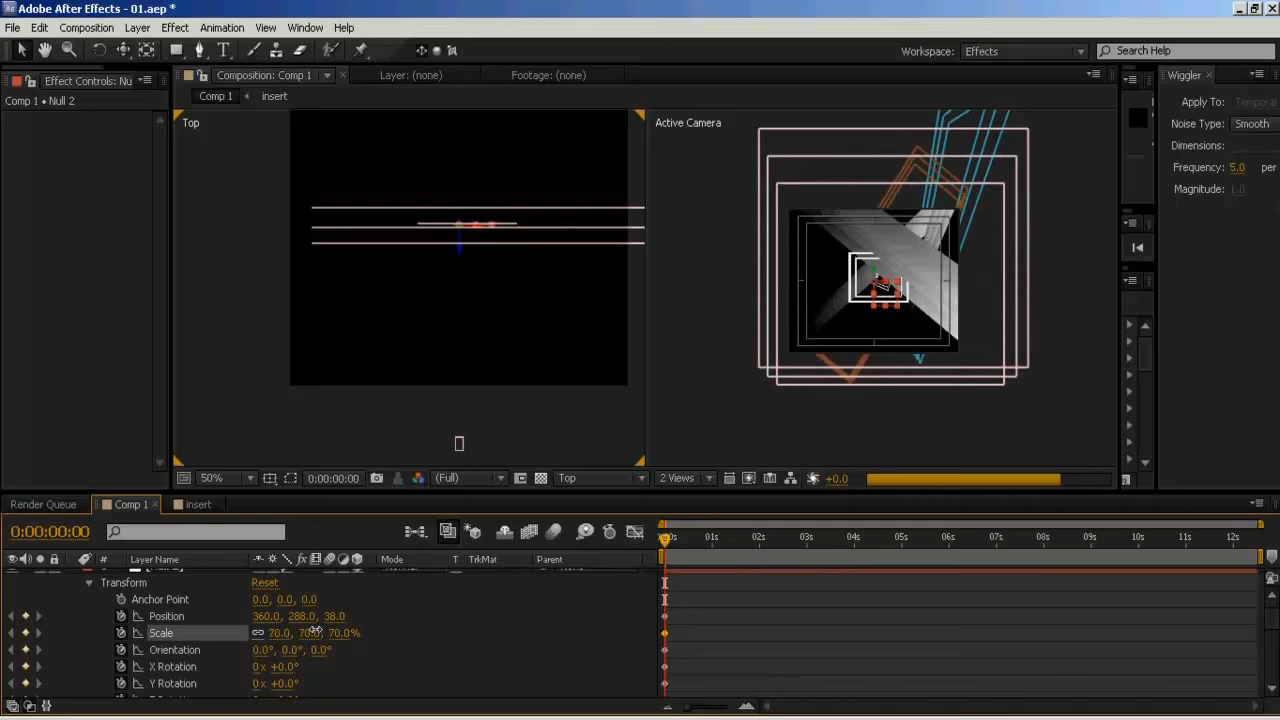 Adobe After Effects - 01.aep *
File Edit Composition Layer Effect Animation View Window Help
Workspace: Effects Search Help
Effect Controls: Nu Composition: Comp 1 Layer: (none) Footage: (none) Wiggler
Comp 1 • Null 2 Comp 1 insert Apply To: Temporal
Top Active Camera Noise Type: Smooth
Dimensions:
Frequency: 5.0 per
Magnitude: 1.0
50% 0:00:00:00 (Full) Top 2 Views +0.0
Render Queue Comp 1 insert
0:00:00:00 01s 02s 03s 04s 05s 06s 07s 08s 09s 10s 11s 12s
# Layer Name Mode T TrkMat Parent
Transform Reset
Anchor Point 0.0, 0.0, 0.0
Position 360.0, 288.0, 38.0
Scale 70.0, 70.0, 70.0%
Orientation 0.0°, 0.0°, 0.0°
X Rotation 0 x +0.0°
Y Rotation 0 x +0.0°